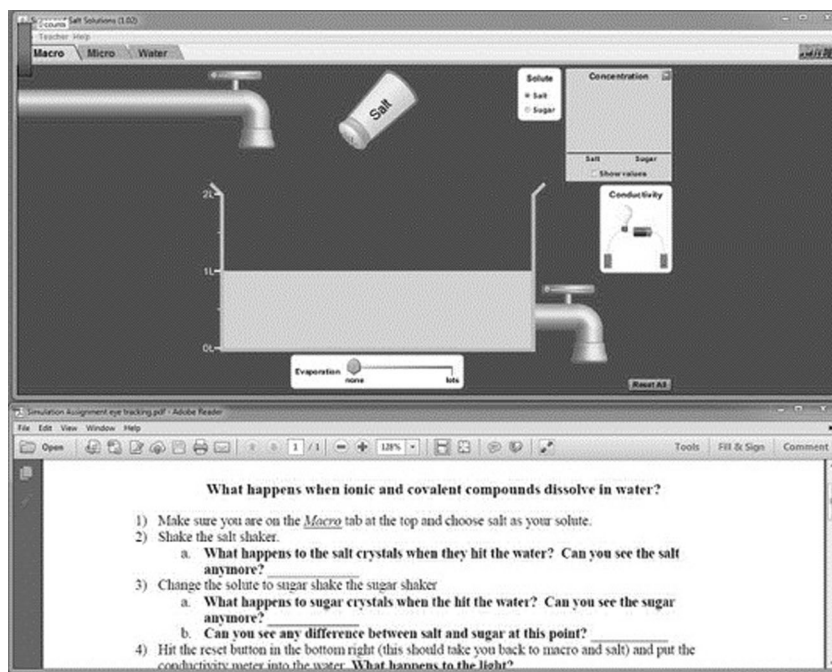 Salt Solutions (1.02)
Teacher Help
Macro Micro Water
Salt
Solute
Salt
Sugar
Concentration
Salt Sugar
Show values
Conductivity
2L
1L
0L
Evaporation
none lots
Reset All
Simulation Assignment eye tracking.pdf - Adobe Reader
File Edit View Window Help
Open 1 / 1 128% Tools Fill & Sign Comment
What happens when ionic and covalent compounds dissolve in water?
1) Make sure you are on the Macro tab at the top and choose salt as your solute.
2) Shake the salt shaker.
a. What happens to the salt crystals when they hit the water? Can you see the salt
anymore?
3) Change the solute to sugar shake the sugar shaker
a. What happens to sugar crystals when the hit the water? Can you see the sugar
anymore?
b. Can you see any difference between salt and sugar at this point?
4) Hit the reset button in the bottom right (this should take you back to macro and salt) and put the
conductivity meter into the water. What happens to the light?